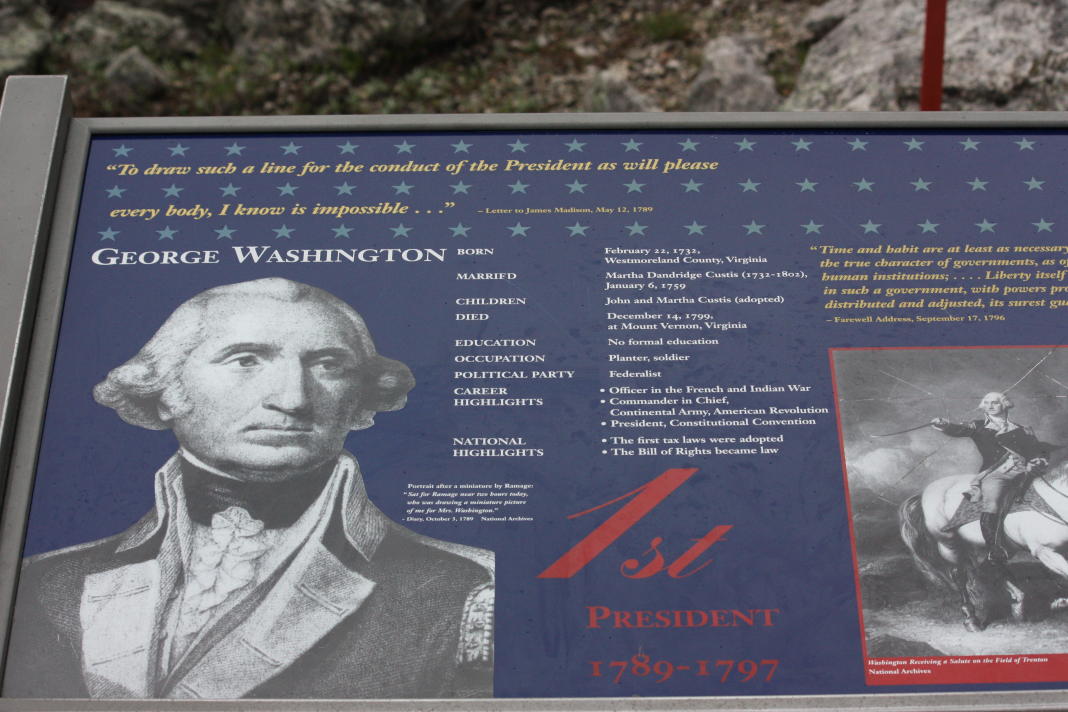 “To draw such a line for the conduct of the President as will please
every body, I know is impossible . . .” – Letter to James Madison, May 12, 1789
GEORGE WASHINGTON
BORN February 22, 1732,
Westmoreland County, Virginia
MARRIED Martha Dandridge Custis (1732-1802),
January 6, 1759
CHILDREN John and Martha Custis (adopted)
DIED December 14, 1799,
at Mount Vernon, Virginia
EDUCATION No formal education
OCCUPATION Planter, soldier
POLITICAL PARTY Federalist
CAREER
HIGHLIGHTS
• Officer in the French and Indian War
• Commander in Chief,
Continental Army, American Revolution
• President, Constitutional Convention
NATIONAL
HIGHLIGHTS
• The first tax laws were adopted
• The Bill of Rights became law
Portrait after a miniature by Ramage:
“Sat for Ramage near two hours today,
who was drawing a miniature picture
of me for Mrs. Washington.”
- Diary, October 3, 1789 National Archives
1st
PRESIDENT
1789-1797
“Time and habit are at least as necessary
the true character of governments, as
human institutions; . . . . Liberty itself
in such a government, with powers
distributed and adjusted, its surest
– Farewell Address, September 17, 1796
Washington Receiving a Salute on the Field of Trenton
National Archives